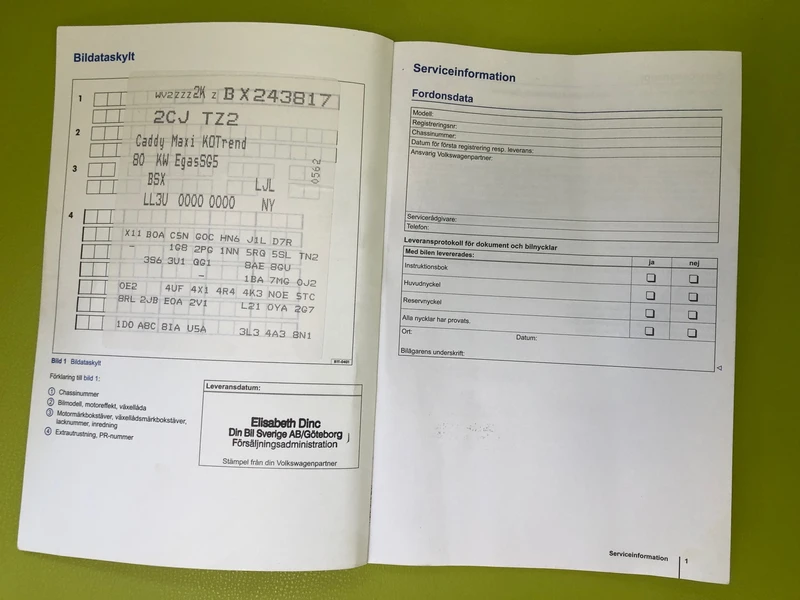 Bildataskylt
1
WV2ZZZ2K Z BX243817
2CJ TZ2
2
Caddy Maxi KOTrend
80 KW EgasSG5
3
BSX LJL
0562
LL3U 0000 0000 NY
4
X11 B0A C5N G0C HN6 J1L D7R
- 1G8 2PG 1NN 5RG 5SL TN2
3S6 3U1 GG1 8AE 8GU
- 1BA 7MG 0J2
0E2 4UF 4X1 4R4 4K3 N0E 5TC
8RL 2JB E0A 2V1 L21 0YA 2G7
1D0 ABC 8IA U5A 3L3 4A3 8N1
Bild 1 Bildataskylt
Förklaring till bild 1:
1 Chassinummer
2 Bilmodell, motoreffekt, växellåda
3 Motormärkbokstäver, växellådsmärkbokstäver,
lacknummer, inredning
4 Extrautrustning, PR-nummer
Leveransdatum:
Elisabeth Dinc
Din Bil Sverige AB/Göteborg
Försäljningsadministration
Stämpel från din Volkswagenpartner
Serviceinformation
Fordonsdata
Modell:
Registreringsnr:
Chassinummer:
Datum för första registrering resp. leverans:
Ansvarig Volkswagenpartner:
Servicerådgivare:
Telefon:
Leveransprotokoll för dokument och bilnycklar
Med bilen levererades: ja nej
Instruktionsbok
Huvudnyckel
Reservnyckel
Alla nycklar har provats.
Ort: Datum:
Bilägarens underskrift:
Serviceinformation 1